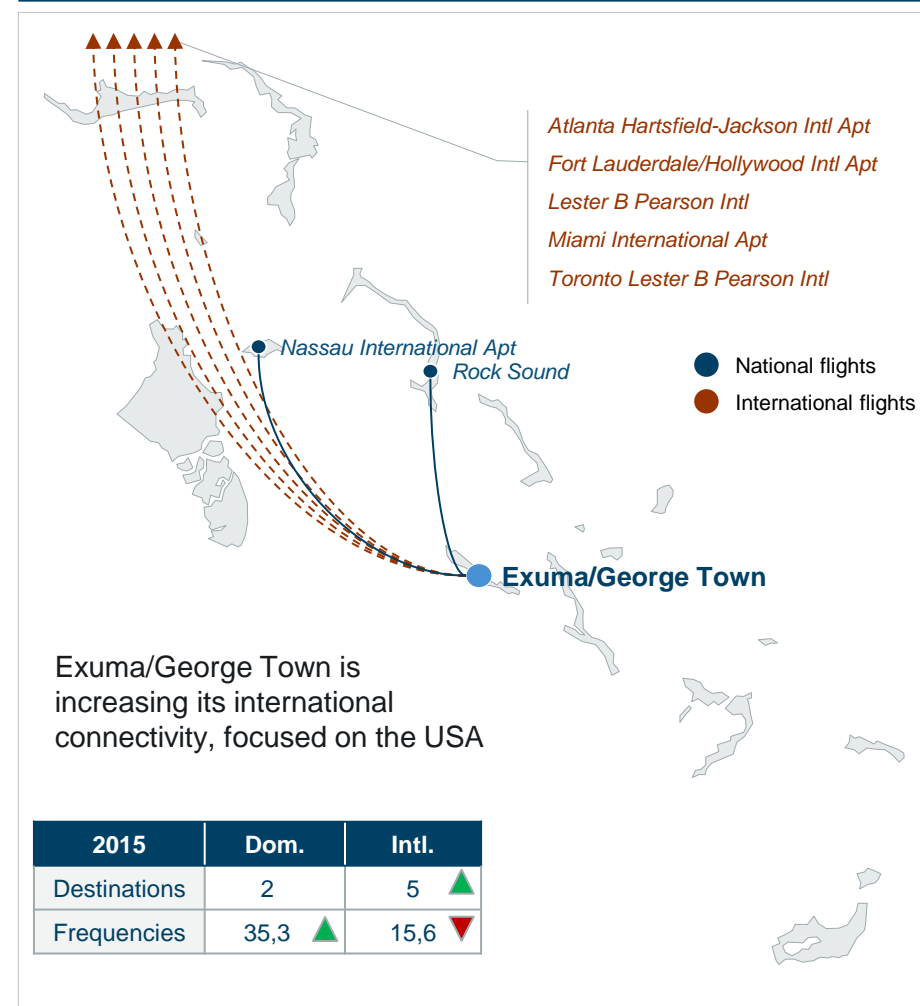 Atlanta Hartsfield-Jackson Intl Apt
Fort Lauderdale/Hollywood Intl Apt
Lester B Pearson Intl
Miami International Apt
Toronto Lester B Pearson Intl
Nassau International Apt
Rock Sound
National flights
International flights
Exuma/George Town
Exuma/George Town is
increasing its international
connectivity, focused on the USA
2015 Dom. Intl.
Destinations 2 5
Frequencies 35,3 15,6